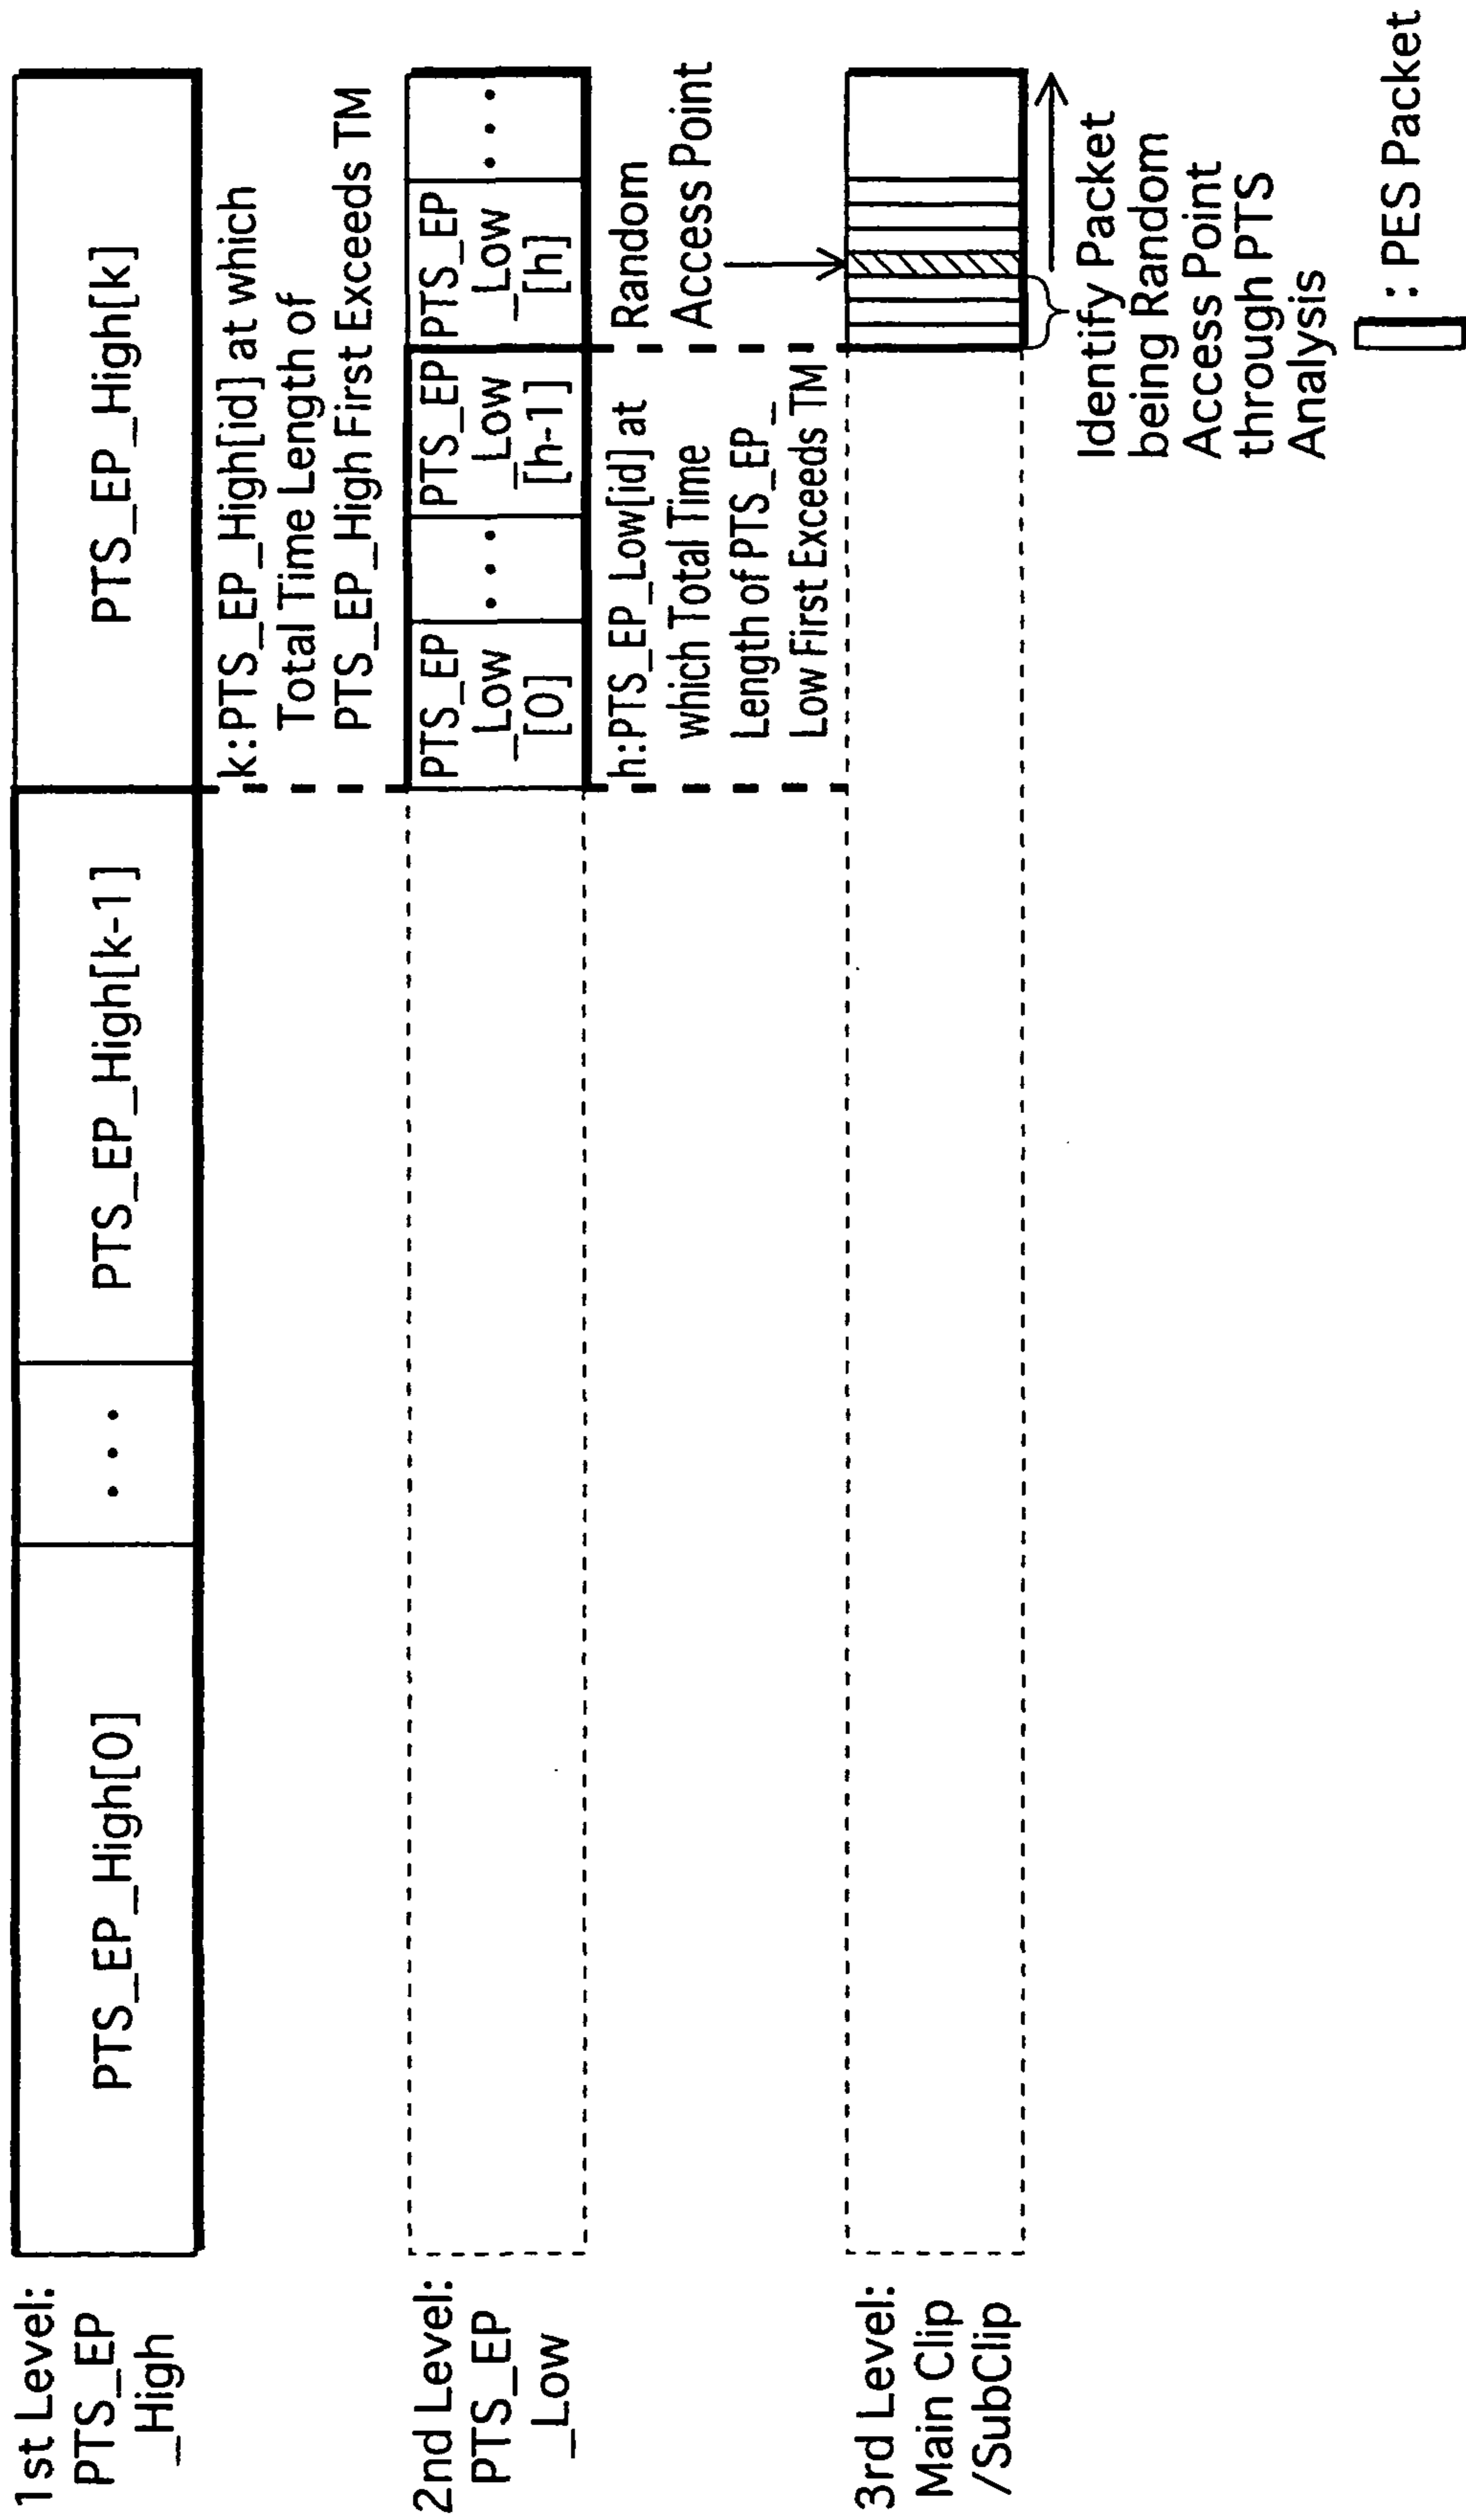 1st Level:
PTS_EP
_High
PTS_EP_High[0]
• • •
PTS_EP_High[k-1]
PTS_EP_High[k]
k:PTS_EP_High[id] at which
Total Time Length of
PTS_EP_High First Exceeds TM
2nd Level:
PTS_EP
_Low
PTS_EP
_Low
[0]
• • •
PTS_EP
_Low
[h-1]
PTS_EP
_Low
[h]
• • •
h:PTS_EP_Low[id] at
which Total Time
Length of PTS_EP_
Low First Exceeds TM
Random
Access Point
3rd Level:
Main Clip
/SubClip
Identify Packet
being Random
Access Point
through PTS
Analysis
: PES Packet